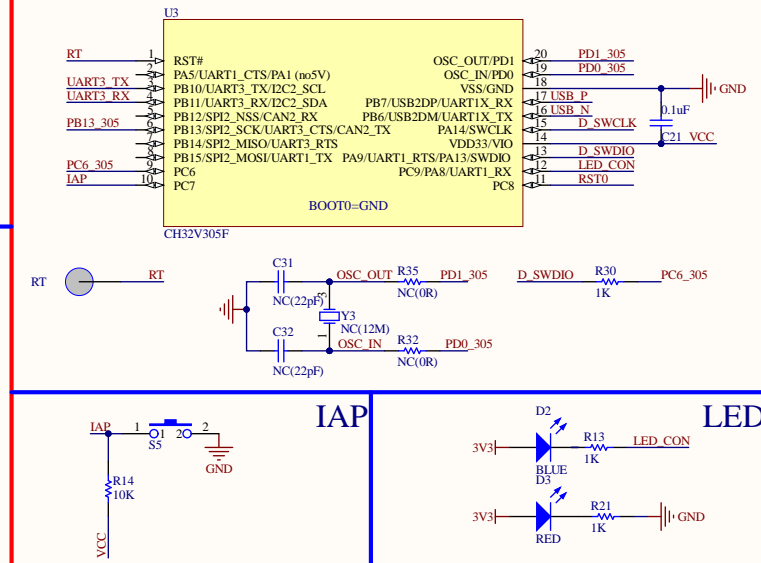 U3
RT 1 RST# OSC_OUT/PD1 20 PD1_305
2 PA5/UART1_CTS/PA1 (no5V) OSC_IN/PD0 19 PD0_305
UART3_TX 3 PB10/UART3_TX/I2C2_SCL VSS/GND 18 GND
UART3_RX 4 PB11/UART3_RX/I2C2_SDA PB7/USB2DP/UART1X_RX 17 USB_P
5 PB12/SPI2_NSS/CAN2_RX PB6/USB2DM/UART1X_TX 16 USB_N 0.1uF
PB13_305 6 PB13/SPI2_SCK/UART3_CTS/CAN2_TX PA14/SWCLK 15 D_SWCLK
7 PB14/SPI2_MISO/UART3_RTS VDD33/VIO 14 C21 VCC
8 PB15/SPI2_MOSI/UART1_TX PA9/UART1_RTS/PA13/SWDIO 13 D_SWDIO
PC6_305 9 PC6 PC9/PA8/UART1_RX 12 LED_CON
IAP 10 PC7 PC8 11 RST0
BOOT0=GND
CH32V305F
RT RT
C31
NC(22pF)
OSC_OUT R35 PD1_305
NC(0R)
3
Y3
NC(12M)
1
C32
NC(22pF)
OSC_IN R32 PD0_305
NC(0R)
D_SWDIO R30 PC6_305
1K
IAP
IAP 1 1 2 2
S5
GND
R14
10K
VCC
LED
D2
3V3 R13 LED_CON
1K
BLUE
D3
3V3 R21 GND
1K
RED